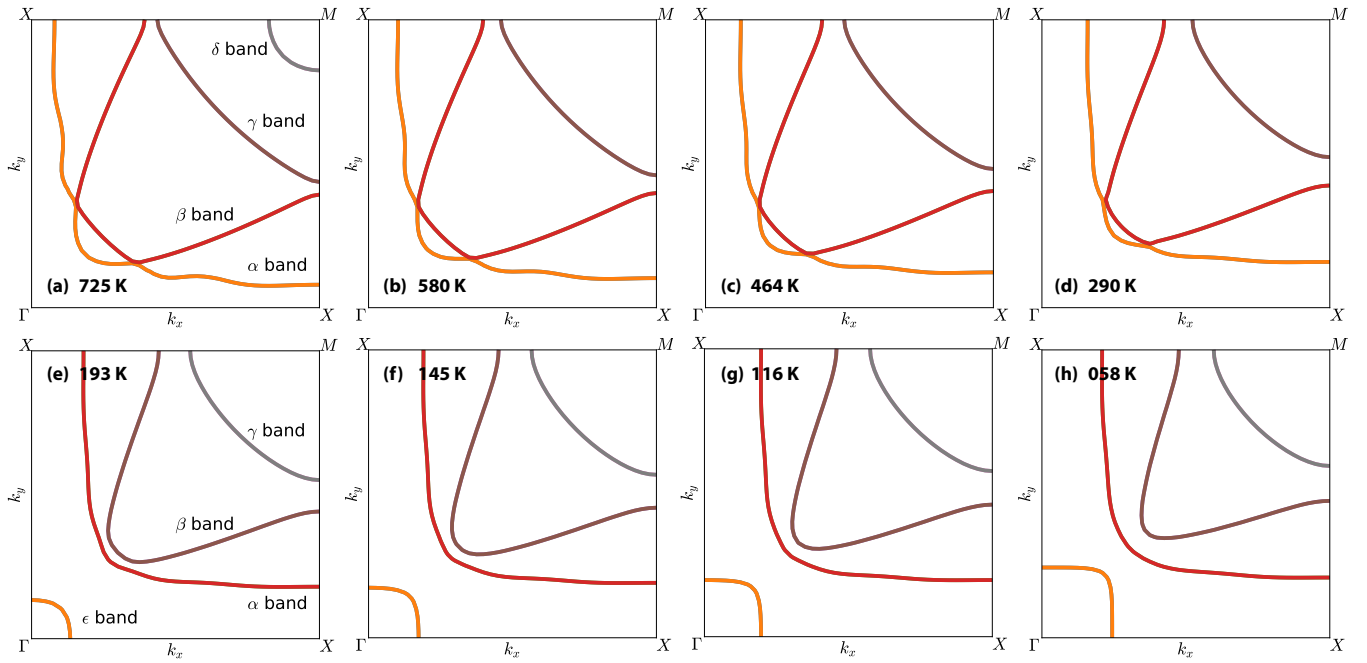 X M X M X M X M
δ band
γ band
k_y k_y k_y k_y
β band
α band
(a) 725 K (b) 580 K (c) 464 K (d) 290 K
Γ k_x X Γ k_x X Γ k_x X Γ k_x X
X M X M X M X M
(e) 193 K (f) 145 K (g) 116 K (h) 058 K
γ band
k_y k_y k_y k_y
β band
α band
ϵ band
Γ k_x X Γ k_x X Γ k_x X Γ k_x X